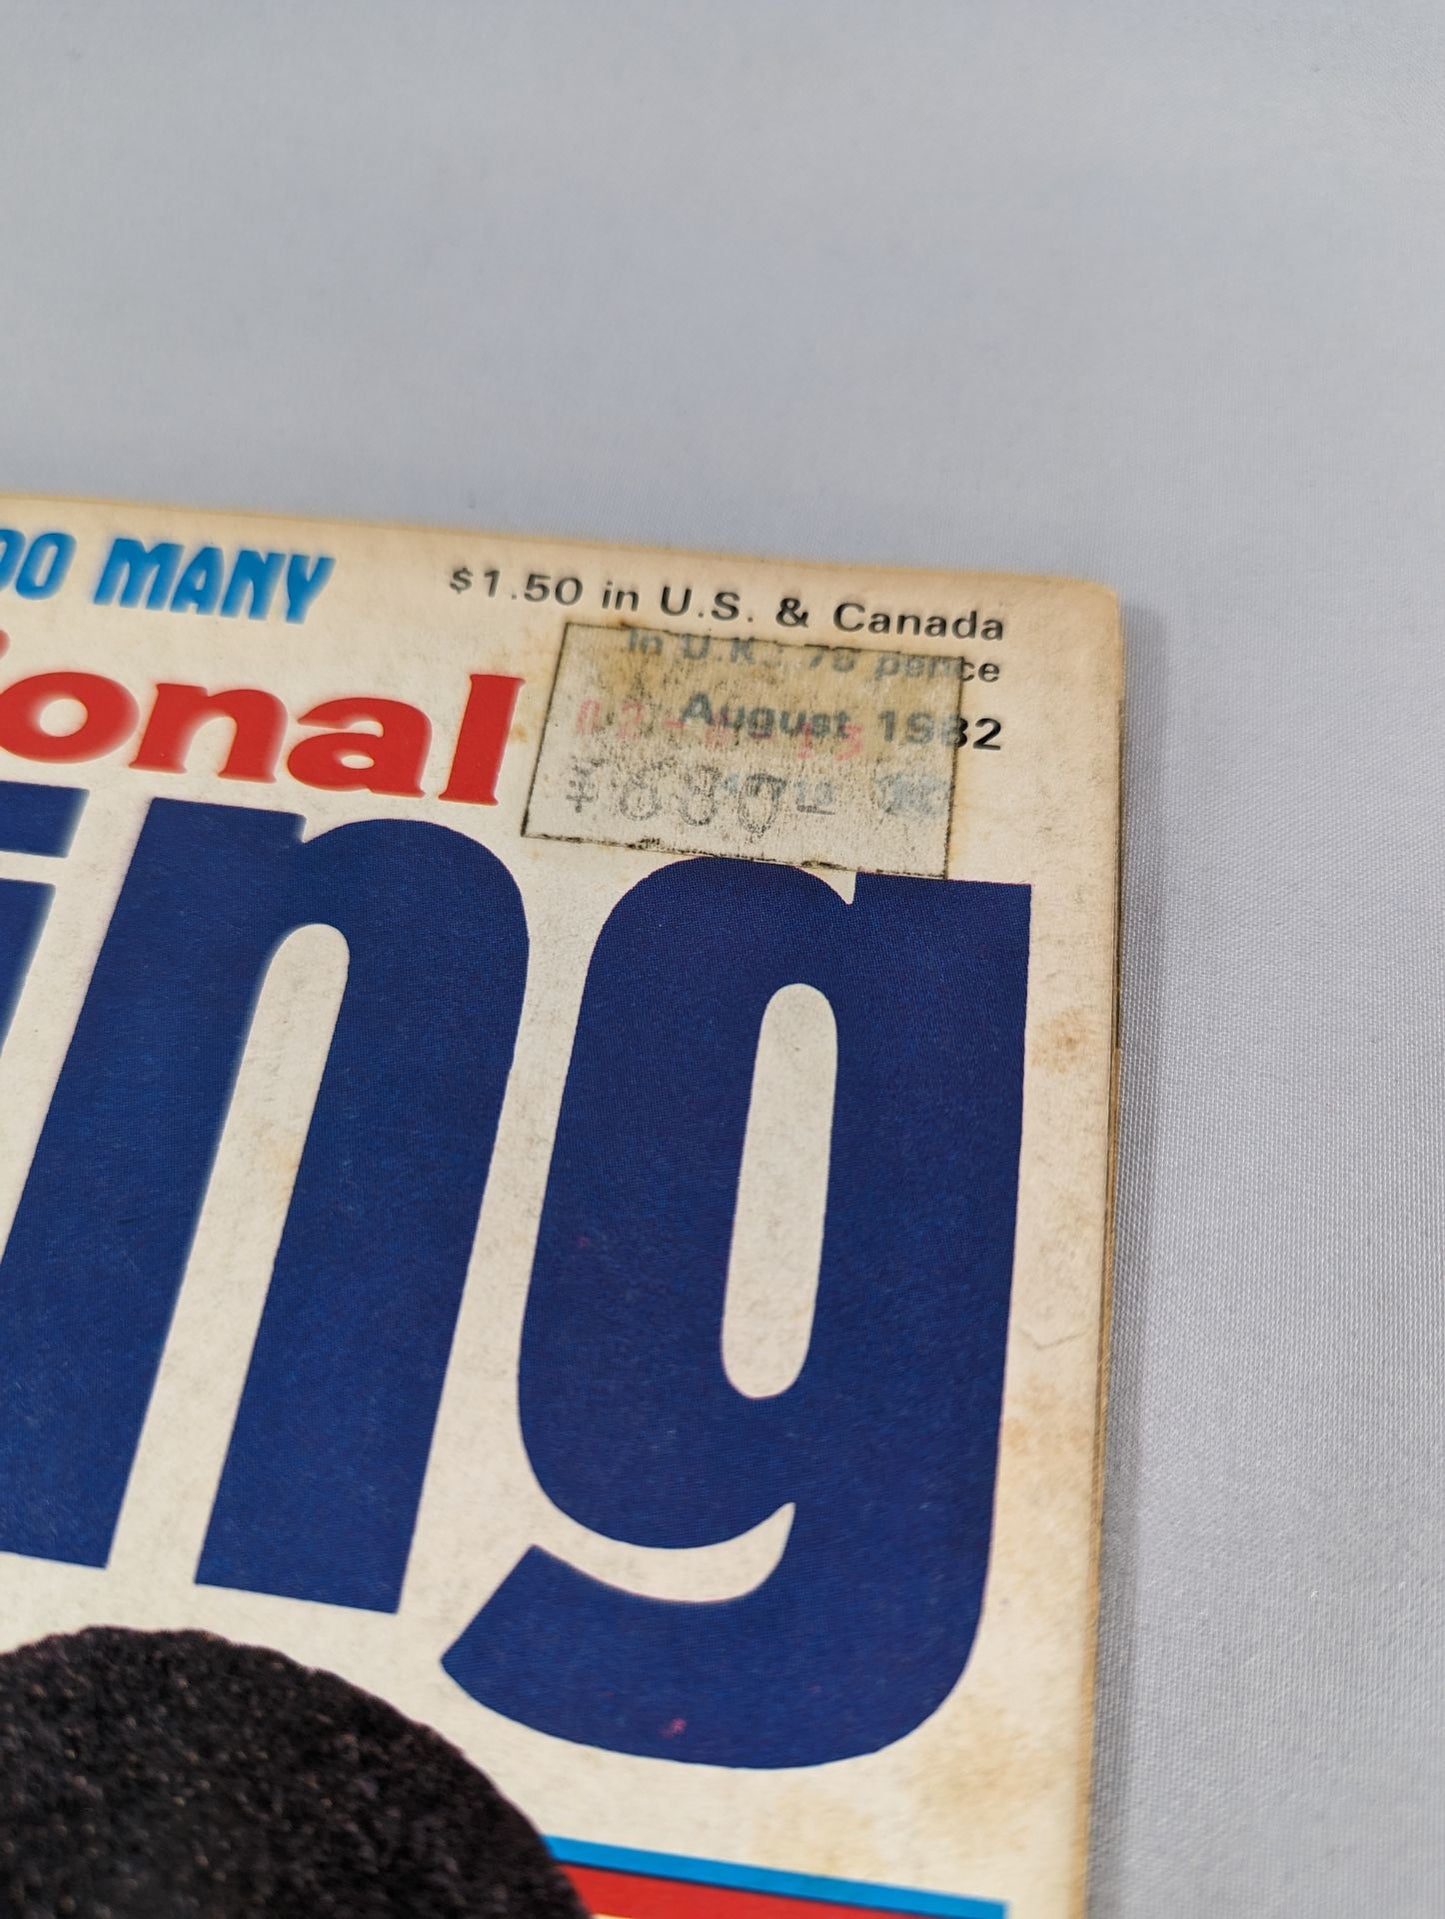 OO MANY
$1.50 in U.S. & Canada
In U.K.: 75 pence
onal
August 1982
ing